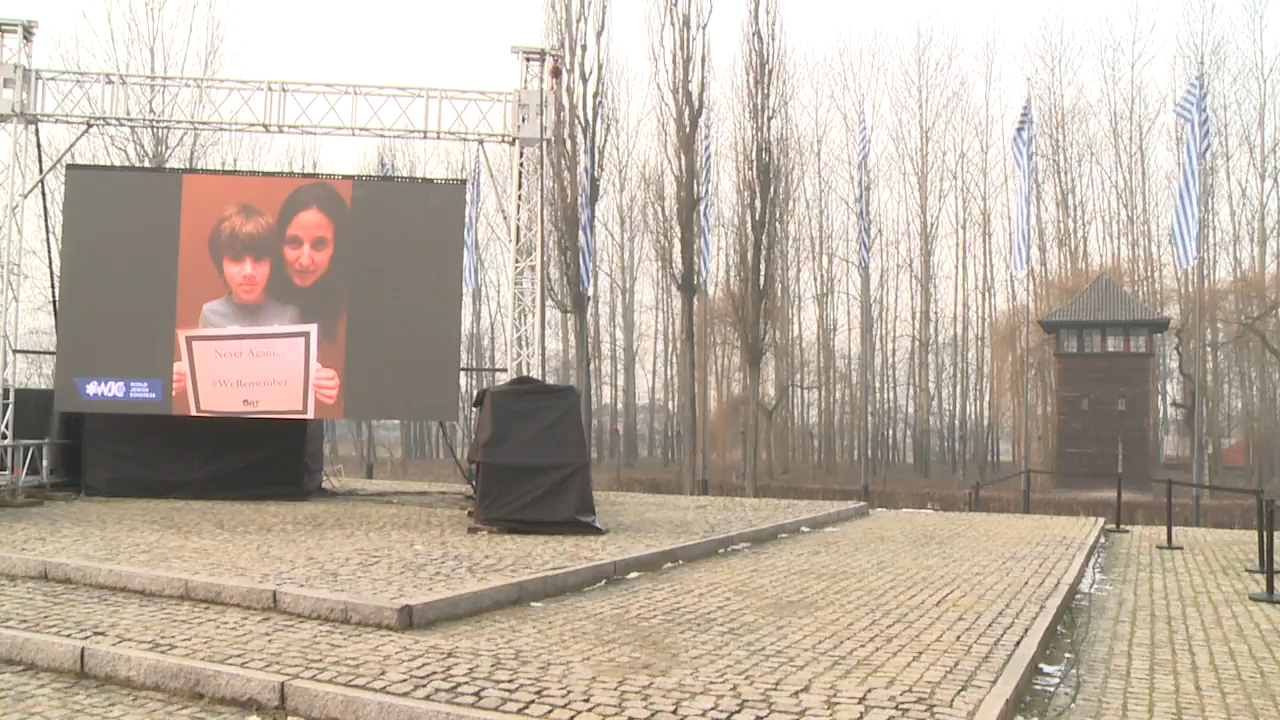 Never Again...
#WeRemember
WJC
WORLD
JEWISH
CONGRESS